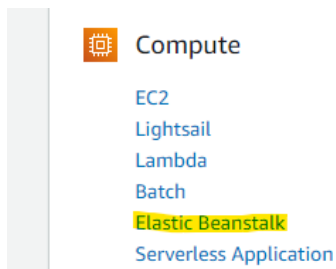 Compute
EC2
Lightsail
Lambda
Batch
Elastic Beanstalk
Serverless Application